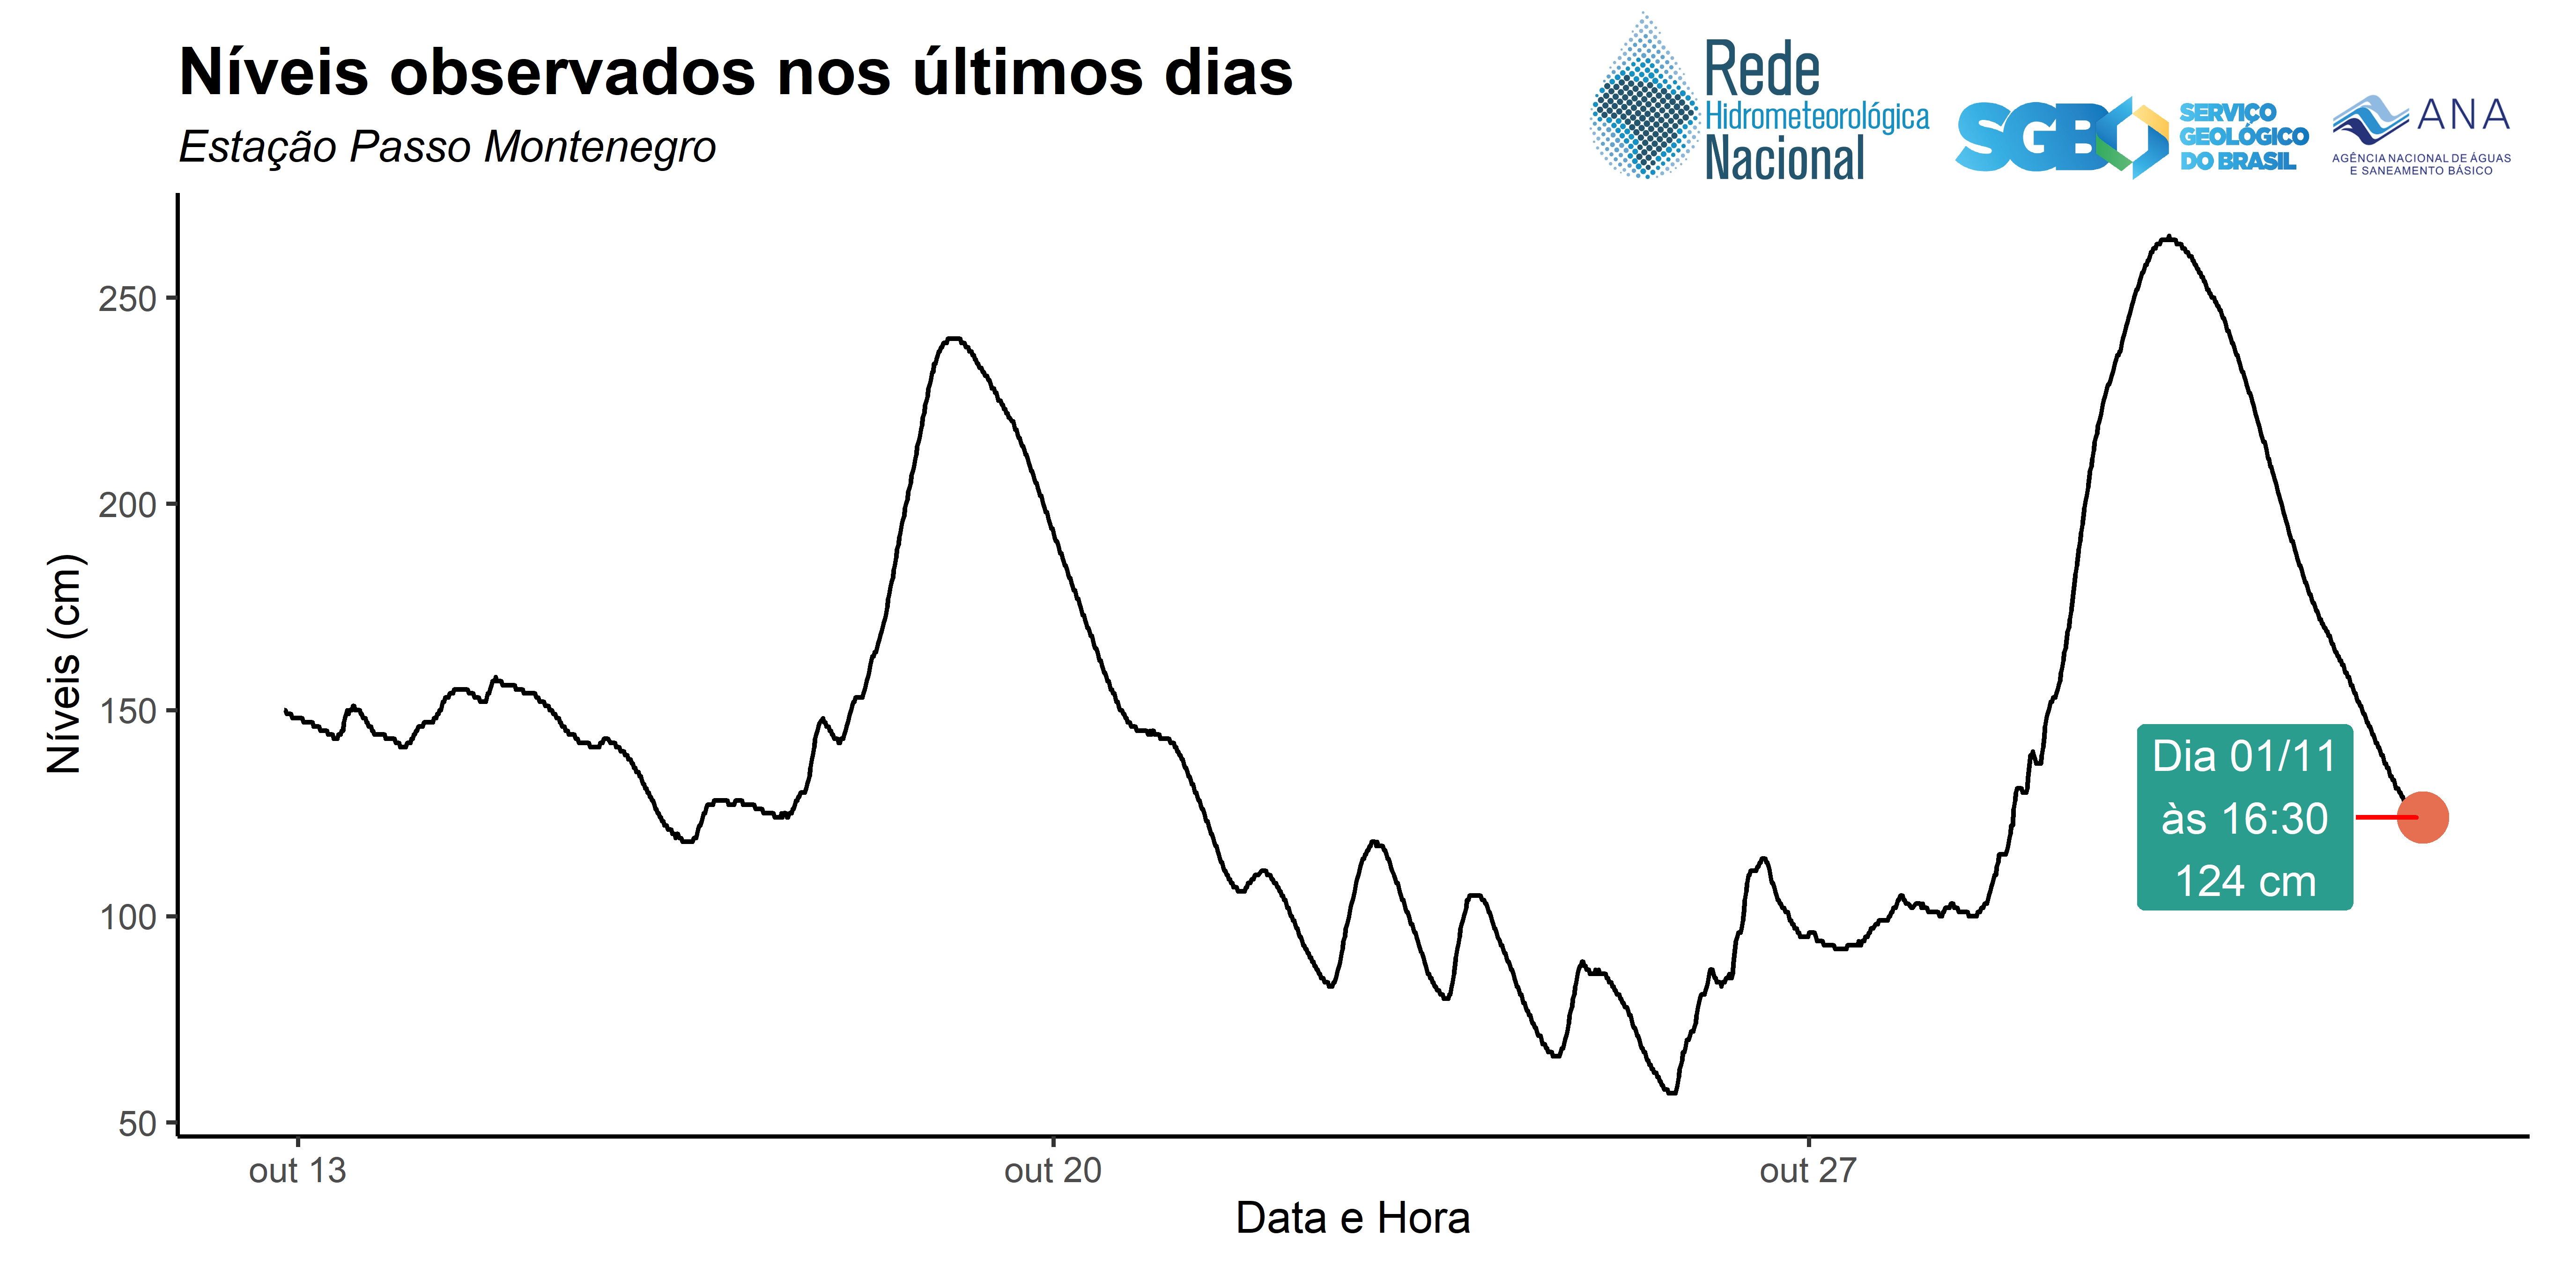 Níveis observados nos últimos dias
Estação Passo Montenegro
Rede
Hidrometeorológica
Nacional
SGB
SERVIÇO
GEOLÓGICO
DO BRASIL
ANA
AGÊNCIA NACIONAL DE ÁGUAS
E SANEAMENTO BÁSICO
Níveis (cm)
250
200
150
100
50
Dia 01/11
às 16:30
124 cm
out 13
out 20
out 27
Data e Hora